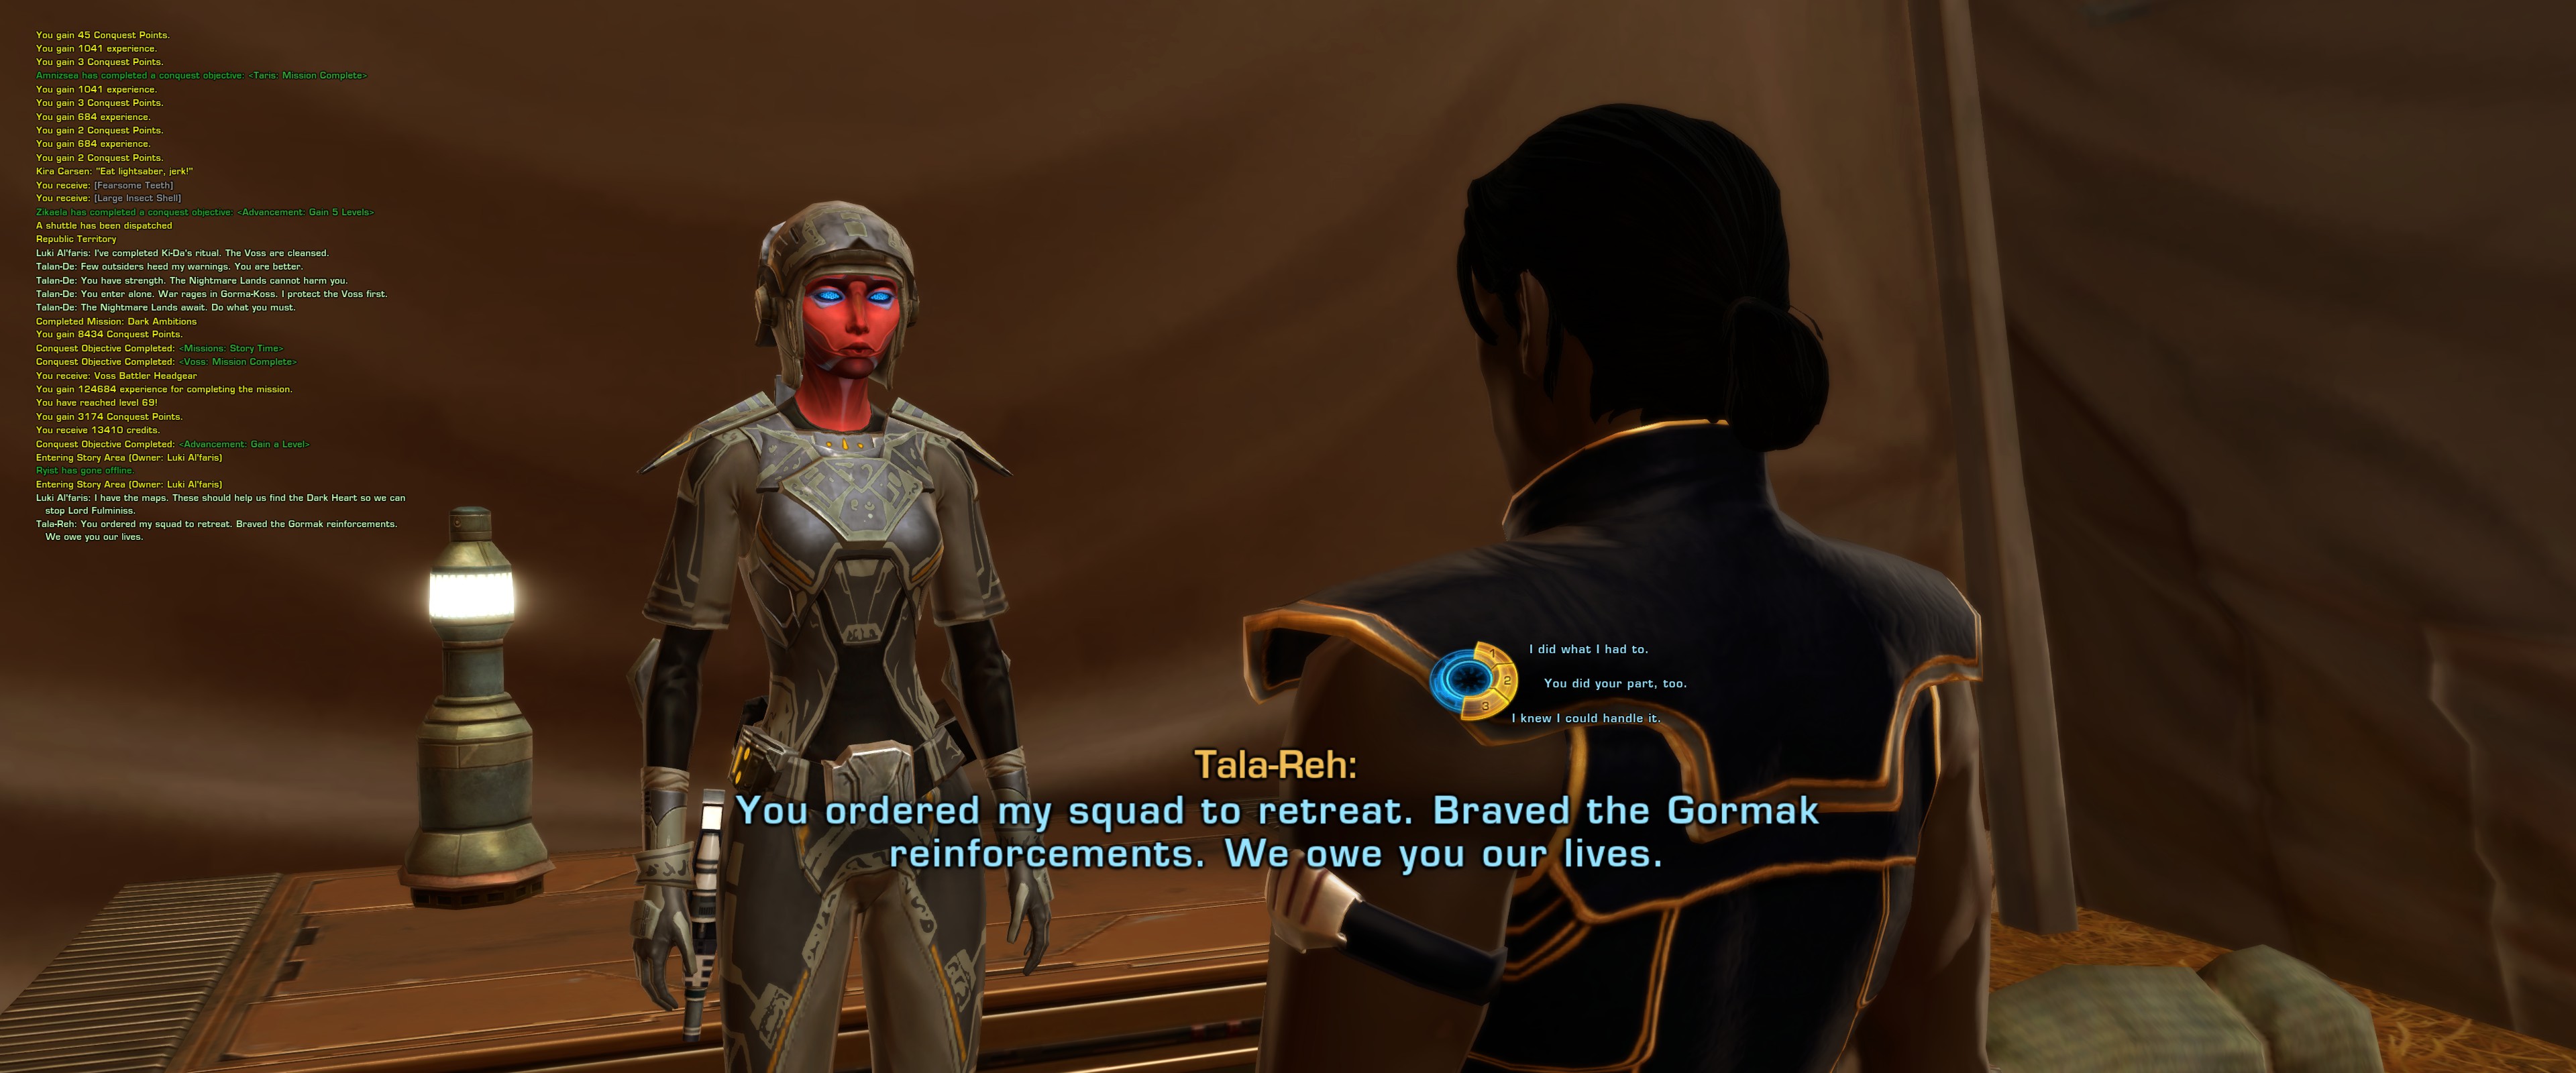 You gain 45 Conquest Points.
You gain 1041 experience.
You gain 3 Conquest Points.
Amnizsea has completed a conquest objective: <Taris: Mission Complete>
You gain 1041 experience.
You gain 3 Conquest Points.
You gain 684 experience.
You gain 2 Conquest Points.
You gain 684 experience.
You gain 2 Conquest Points.
Kira Carsen: "Eat lightsaber, jerk!"
You receive: [Fearsome Teeth]
You receive: [Large Insect Shell]
Zikaela has completed a conquest objective: <Advancement: Gain 5 Levels>
A shuttle has been dispatched
Republic Territory
Luki Al'faris: I've completed Ki-Da's ritual. The Voss are cleansed.
Talan-De: Few outsiders heed my warnings. You are better.
Talan-De: You have strength. The Nightmare Lands cannot harm you.
Talan-De: You enter alone. War rages in Gorma-Koss. I protect the Voss first.
Talan-De: The Nightmare Lands await. Do what you must.
Completed Mission: Dark Ambitions
You gain 8434 Conquest Points.
Conquest Objective Completed: <Missions: Story Time>
Conquest Objective Completed: <Voss: Mission Complete>
You receive: Voss Battler Headgear
You gain 124684 experience for completing the mission.
You have reached level 69!
You gain 3174 Conquest Points.
You receive 13410 credits.
Conquest Objective Completed: <Advancement: Gain a Level>
Entering Story Area (Owner: Luki Al'faris)
Ryist has gone offline.
Entering Story Area (Owner: Luki Al'faris)
Luki Al'faris: I have the maps. These should help us find the Dark Heart so we can
stop Lord Fulminiss.
Tala-Reh: You ordered my squad to retreat. Braved the Gormak reinforcements.
We owe you our lives.
1 I did what I had to.
2 You did your part, too.
3 I knew I could handle it.
Tala-Reh:
You ordered my squad to retreat. Braved the Gormak
reinforcements. We owe you our lives.